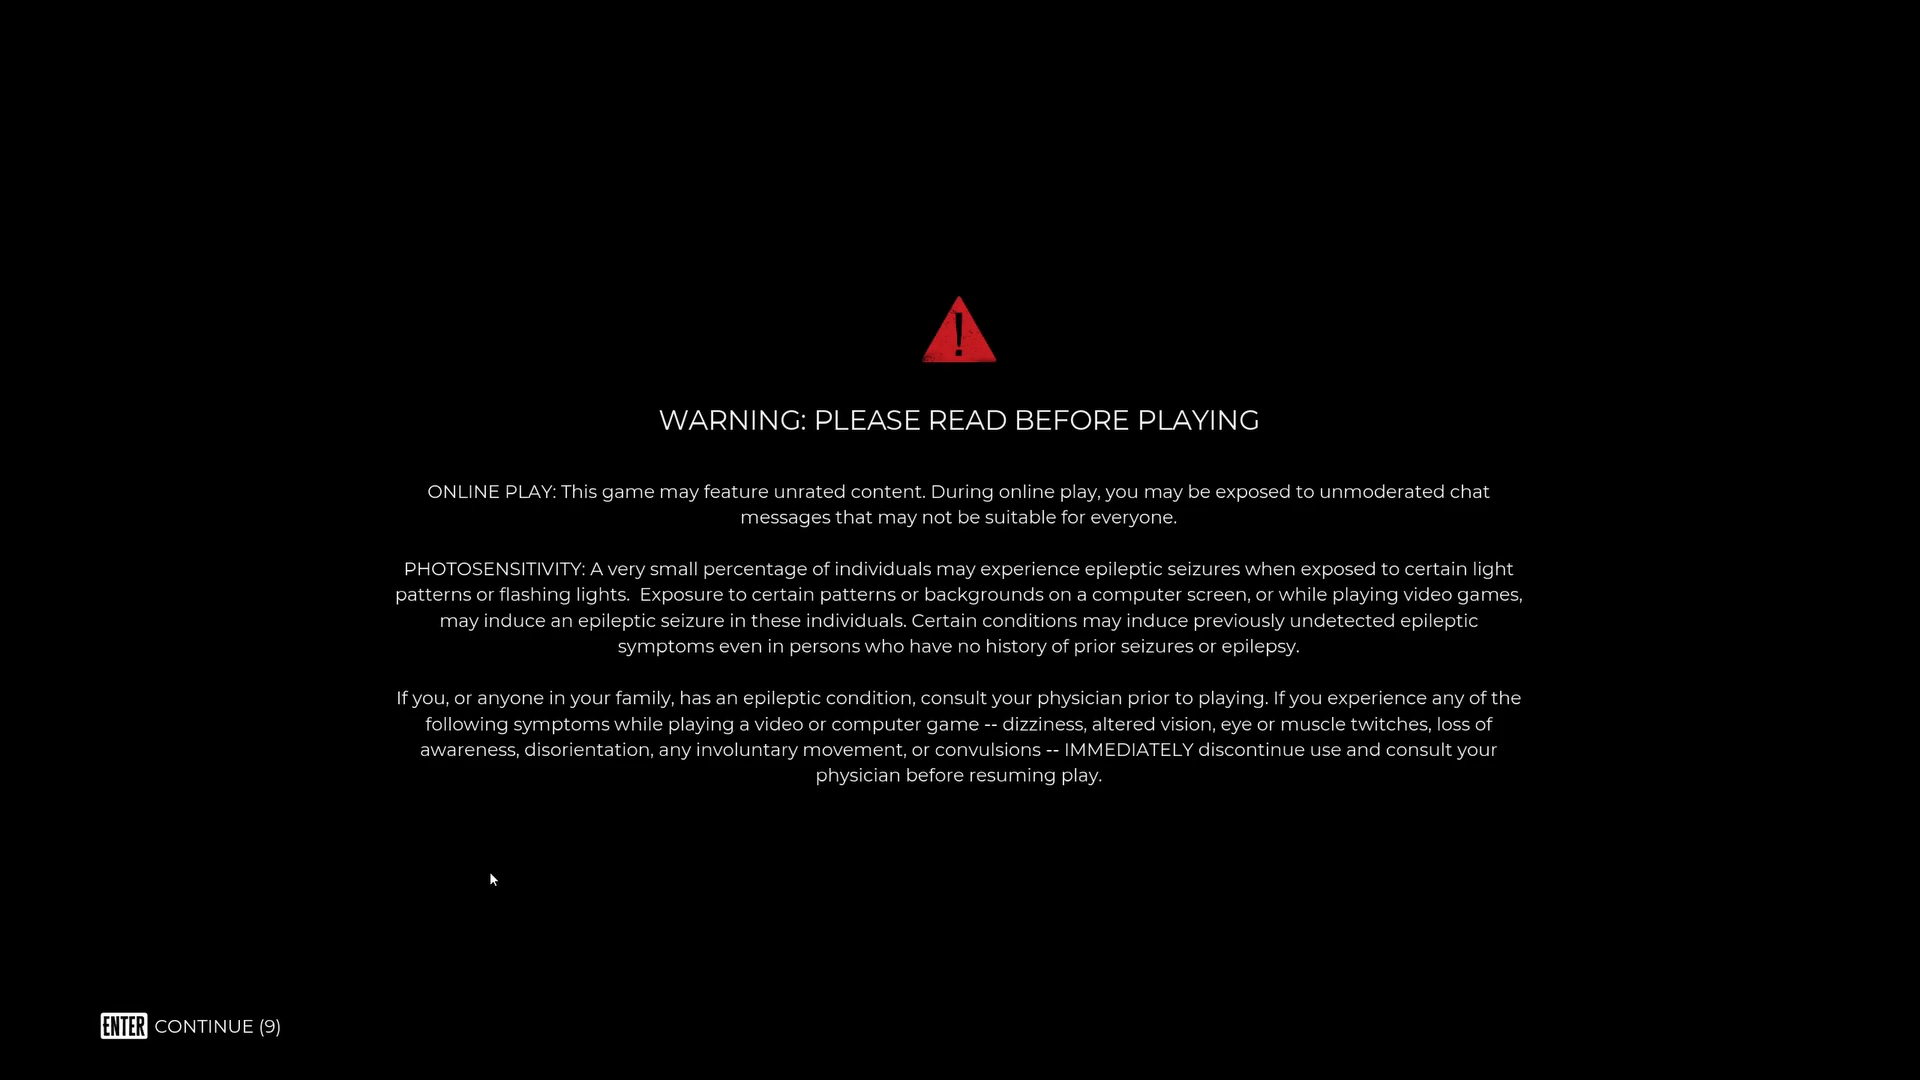 !
WARNING: PLEASE READ BEFORE PLAYING
ONLINE PLAY: This game may feature unrated content. During online play, you may be exposed to unmoderated chat
messages that may not be suitable for everyone.
PHOTOSENSITIVITY: A very small percentage of individuals may experience epileptic seizures when exposed to certain light
patterns or flashing lights.  Exposure to certain patterns or backgrounds on a computer screen, or while playing video games,
may induce an epileptic seizure in these individuals. Certain conditions may induce previously undetected epileptic
symptoms even in persons who have no history of prior seizures or epilepsy.
If you, or anyone in your family, has an epileptic condition, consult your physician prior to playing. If you experience any of the
following symptoms while playing a video or computer game -- dizziness, altered vision, eye or muscle twitches, loss of
awareness, disorientation, any involuntary movement, or convulsions -- IMMEDIATELY discontinue use and consult your
physician before resuming play.
ENTER CONTINUE (9)